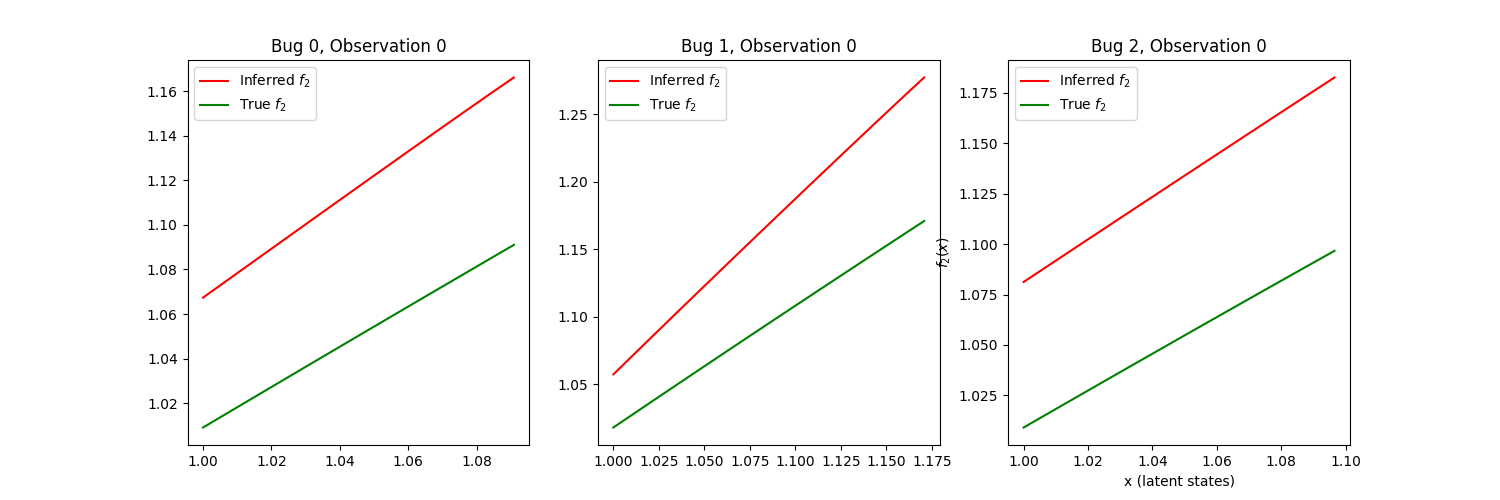 Bug 0, Observation 0
Inferred f₂
True f₂
1.16
1.14
1.12
1.10
1.08
1.06
1.04
1.02
1.00 1.02 1.04 1.06 1.08
Bug 1, Observation 0
Inferred f₂
True f₂
1.25
1.20
1.15
1.10
1.05
1.000 1.025 1.050 1.075 1.100 1.125 1.150 1.175
Bug 2, Observation 0
Inferred f₂
True f₂
f₂(x)
1.175
1.150
1.125
1.100
1.075
1.050
1.025
1.00 1.02 1.04 1.06 1.08 1.10
x (latent states)